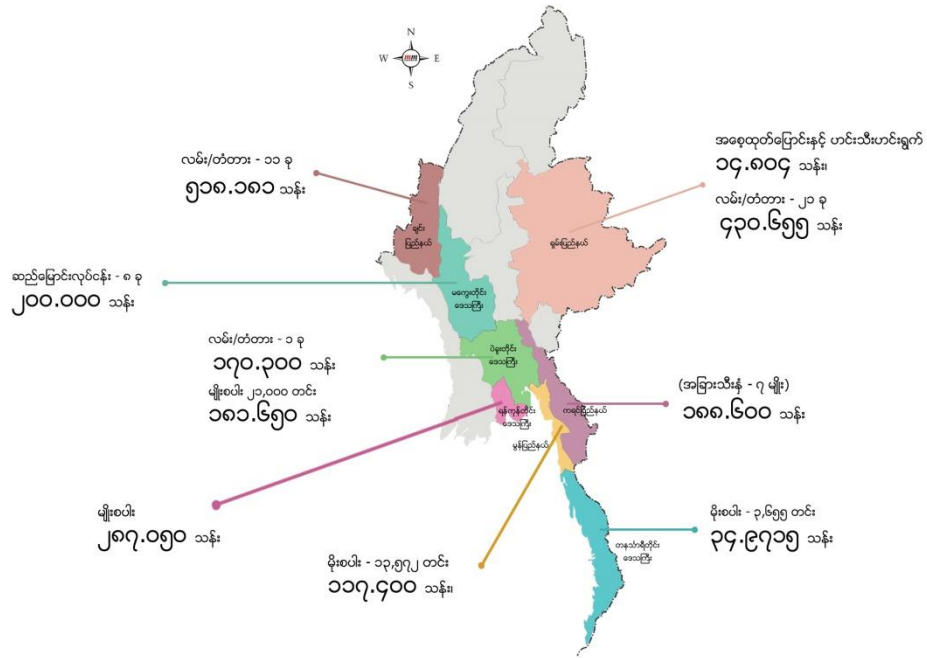 N
W E
S
လမ်း/တံတား - ၁၁ ခု
၅၁၈.၁၈၁ သန်း
အစေ့ထုတ်ပြောင်းနှင့် ဟင်းသီးဟင်းရွက်
၁၄.၈၀၄ သန်း၊
လမ်း/တံတား - ၂၁ ခု
၄၃၀.၆၅၅ သန်း
ချင်း
ပြည်နယ်
ရှမ်းပြည်နယ်
ဆည်မြောင်းလုပ်ငန်း - ၈ ခု
၂၀၀.၀၀၀ သန်း
မကွေးတိုင်း
ဒေသကြီး
လမ်း/တံတား - ၁ ခု
၁၇၀.၃၀၀ သန်း
မျိုးစပါး ၂၁,၀၀၀ တင်း
၁၈၁.၆၅၀ သန်း
ပဲခူးတိုင်း
ဒေသကြီး
(အခြားသီးနှံ - ၇ မျိုး)
၁၈၈.၆၀၀ သန်း
ရန်ကုန်တိုင်း
ဒေသကြီး
ကရင်ပြည်နယ်
မွန်ပြည်နယ်
မျိုးစပါး
၂၈၇.၀၅၀ သန်း
မိုးစပါး - ၁၃,၅၇၂ တင်း
၁၁၇.၄၀၀ သန်း၊
မိုးစပါး - ၃,၆၅၅ တင်း
၃၄.၉၇၁၅ သန်း
တနင်္သာရီတိုင်း
ဒေသကြီး